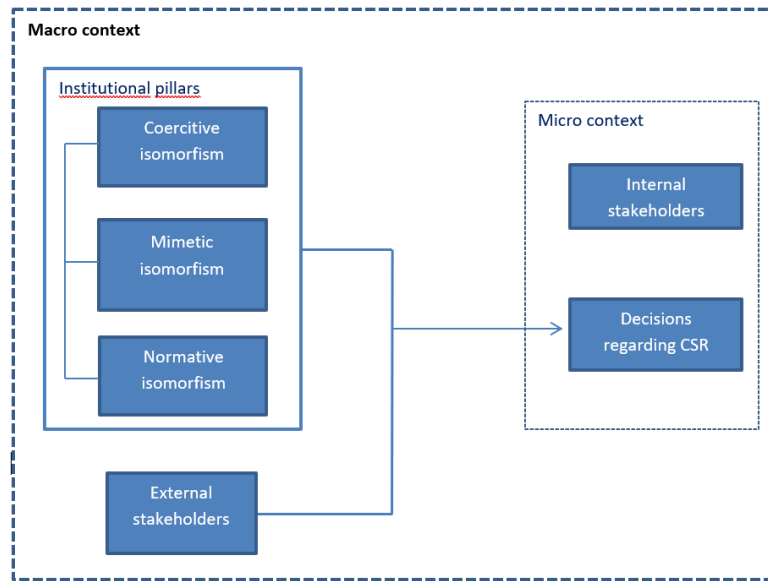 Macro context
Institutional pillars
Coercitive
isomorfism
Mimetic
isomorfism
Normative
isomorfism
External
stakeholders
Micro context
Internal
stakeholders
Decisions
regarding CSR